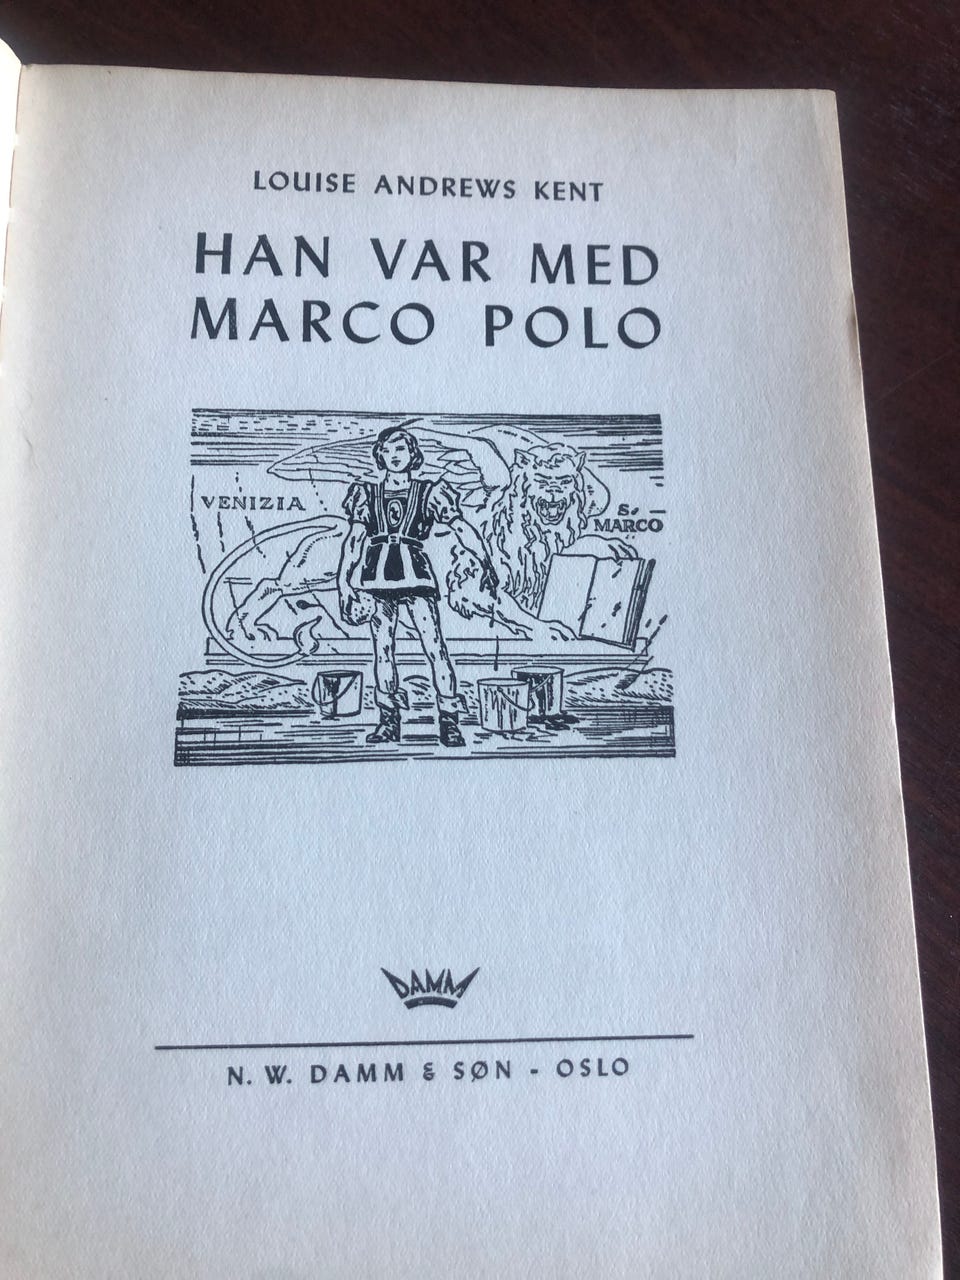 LOUISE ANDREWS KENT
HAN VAR MED
MARCO POLO
VENIZIA
S.
MARCO
DAMM
N. W. DAMM & SØN - OSLO